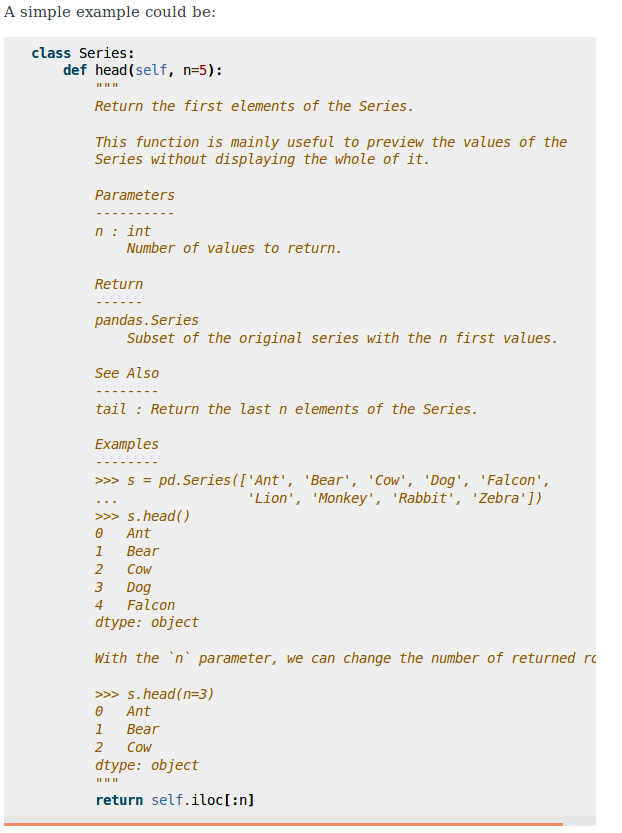 A simple example could be:
class Series:
    def head(self, n=5):
        """
        Return the first elements of the Series.

        This function is mainly useful to preview the values of the
        Series without displaying the whole of it.

        Parameters
        ----------
        n : int
            Number of values to return.

        Return
        ------
        pandas.Series
            Subset of the original series with the n first values.

        See Also
        --------
        tail : Return the last n elements of the Series.

        Examples
        --------
        >>> s = pd.Series(['Ant', 'Bear', 'Cow', 'Dog', 'Falcon',
        ...                'Lion', 'Monkey', 'Rabbit', 'Zebra'])
        >>> s.head()
        0   Ant
        1   Bear
        2   Cow
        3   Dog
        4   Falcon
        dtype: object

        With the `n` parameter, we can change the number of returned

        >>> s.head(n=3)
        0   Ant
        1   Bear
        2   Cow
        dtype: object
        """
        return self.iloc[:n]